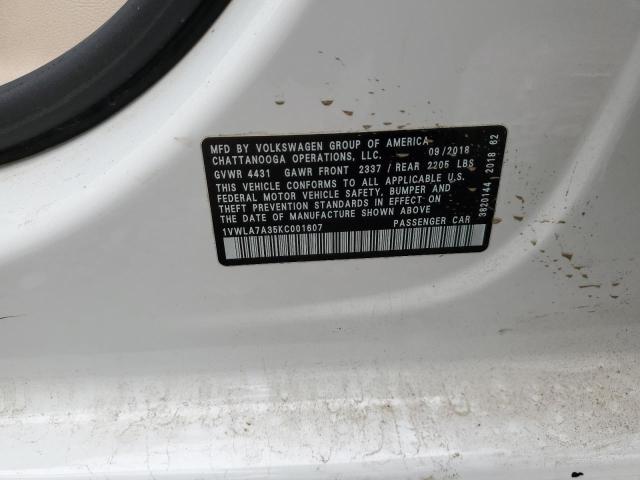 MFD BY VOLKSWAGEN GROUP OF AMERICA
CHATTANOOGA OPERATIONS, LLC. 09/2018
GVWR 4431 GAWR FRONT 2337 / REAR 2205 LBS
THIS VEHICLE CONFORMS TO ALL APPLICABLE U.S.
FEDERAL MOTOR VEHICLE SAFETY, BUMPER AND
THEFT PREVENTION STANDARDS IN EFFECT ON
THE DATE OF MANUFACTURE SHOWN ABOVE
1VWLA7A35KC001607 PASSENGER CAR
3820144 2018 62